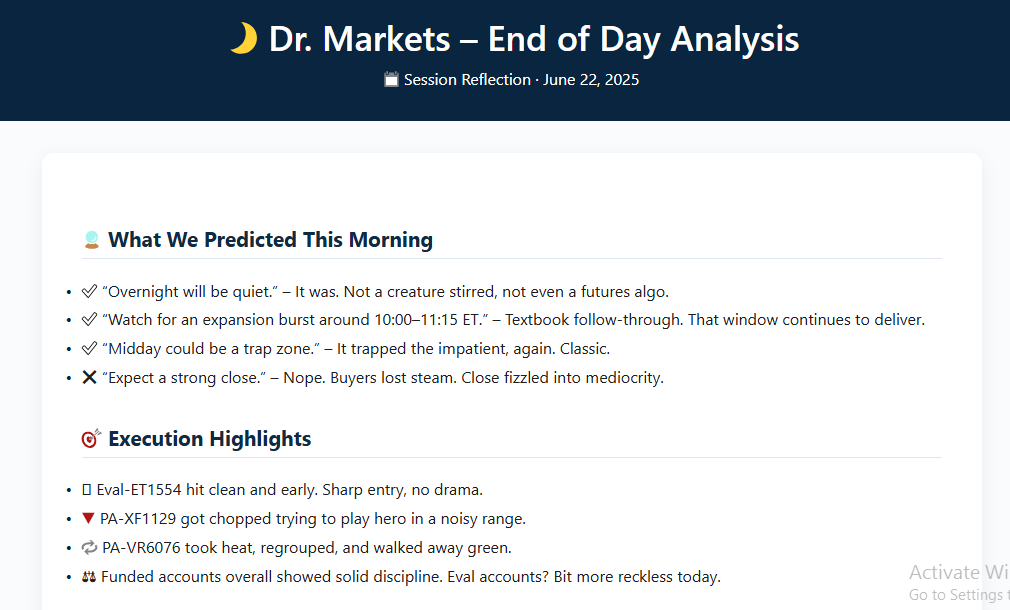 🌙 Dr. Markets – End of Day Analysis
📅 Session Reflection · June 22, 2025
🔮 What We Predicted This Morning
• ✅ “Overnight will be quiet.” – It was. Not a creature stirred, not even a futures algo.
• ✅ “Watch for an expansion burst around 10:00–11:15 ET.” – Textbook follow-through. That window continues to deliver.
• ✅ “Midday could be a trap zone.” – It trapped the impatient, again. Classic.
• ❌ “Expect a strong close.” – Nope. Buyers lost steam. Close fizzled into mediocrity.
🎯 Execution Highlights
• Eval-ET1554 hit clean and early. Sharp entry, no drama.
• 🔻 PA-XF1129 got chopped trying to play hero in a noisy range.
• 🔁 PA-VR6076 took heat, regrouped, and walked away green.
• ⚖ Funded accounts overall showed solid discipline. Eval accounts? Bit more reckless today.
Activate Wi
Go to Settings t